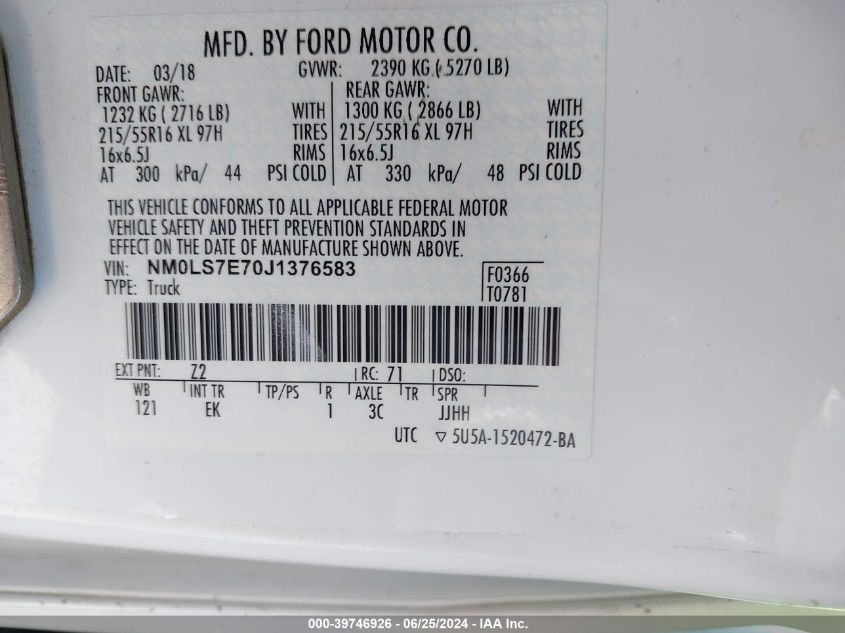 MFD. BY FORD MOTOR CO.
DATE: 03/18 GVWR: 2390 KG ( 5270 LB)
FRONT GAWR: REAR GAWR:
1232 KG ( 2716 LB) WITH 1300 KG ( 2866 LB) WITH
215/55R16 XL 97H TIRES 215/55R16 XL 97H TIRES
16x6.5J RIMS 16x6.5J RIMS
AT 300 kPa/ 44 PSI COLD AT 330 kPa/ 48 PSI COLD
THIS VEHICLE CONFORMS TO ALL APPLICABLE FEDERAL MOTOR
VEHICLE SAFETY AND THEFT PREVENTION STANDARDS IN
EFFECT ON THE DATE OF MANUFACTURE SHOWN ABOVE.
VIN: NM0LS7E70J1376583 F0366
TYPE: Truck T0781
EXT PNT: Z2 RC: 71 DSO:
WB INT TR TP/PS R AXLE TR SPR
121 EK 1 3C JJHH
UTC ▽ 5U5A-1520472-BA
000-39746926 - 06/25/2024 - IAA Inc.